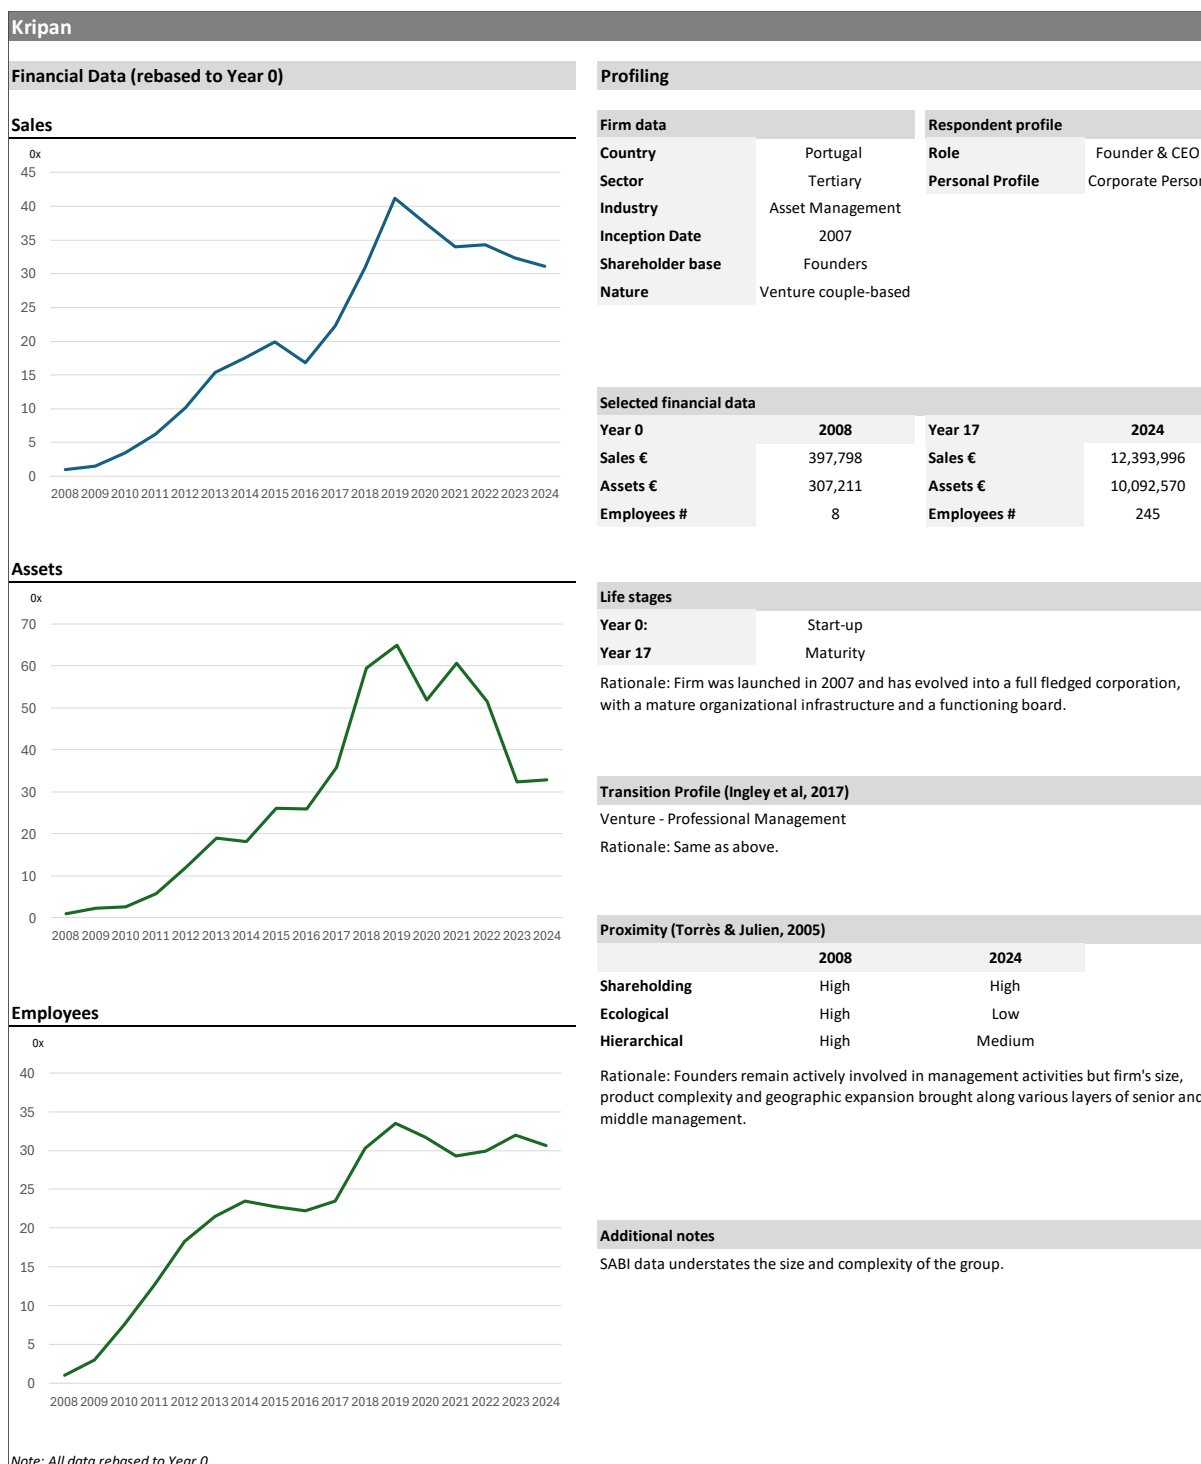 Kripan
Financial Data (rebased to Year 0)
Sales
0x
45
40
35
30
25
20
15
10
5
0
2008 2009 2010 2011 2012 2013 2014 2015 2016 2017 2018 2019 2020 2021 2022 2023 2024
Assets
0x
70
60
50
40
30
20
10
0
2008 2009 2010 2011 2012 2013 2014 2015 2016 2017 2018 2019 2020 2021 2022 2023 2024
Employees
0x
40
35
30
25
20
15
10
5
0
2008 2009 2010 2011 2012 2013 2014 2015 2016 2017 2018 2019 2020 2021 2022 2023 2024
Note: All data rebased to Year 0
Profiling
Firm data
Country Portugal
Sector Tertiary
Industry Asset Management
Inception Date 2007
Shareholder base Founders
Nature Venture couple-based
Respondent profile
Role Founder & CEO
Personal Profile Corporate Person
Selected financial data
Year 0 2008 Year 17 2024
Sales € 397,798 Sales € 12,393,996
Assets € 307,211 Assets € 10,092,570
Employees # 8 Employees # 245
Life stages
Year 0: Start-up
Year 17 Maturity
Rationale: Firm was launched in 2007 and has evolved into a full fledged corporation,
with a mature organizational infrastructure and a functioning board.
Transition Profile (Ingley et al, 2017)
Venture - Professional Management
Rationale: Same as above.
Proximity (Torrès & Julien, 2005)
2008 2024
Shareholding High High
Ecological High Low
Hierarchical High Medium
Rationale: Founders remain actively involved in management activities but firm's size,
product complexity and geographic expansion brought along various layers of senior and
middle management.
Additional notes
SABI data understates the size and complexity of the group.